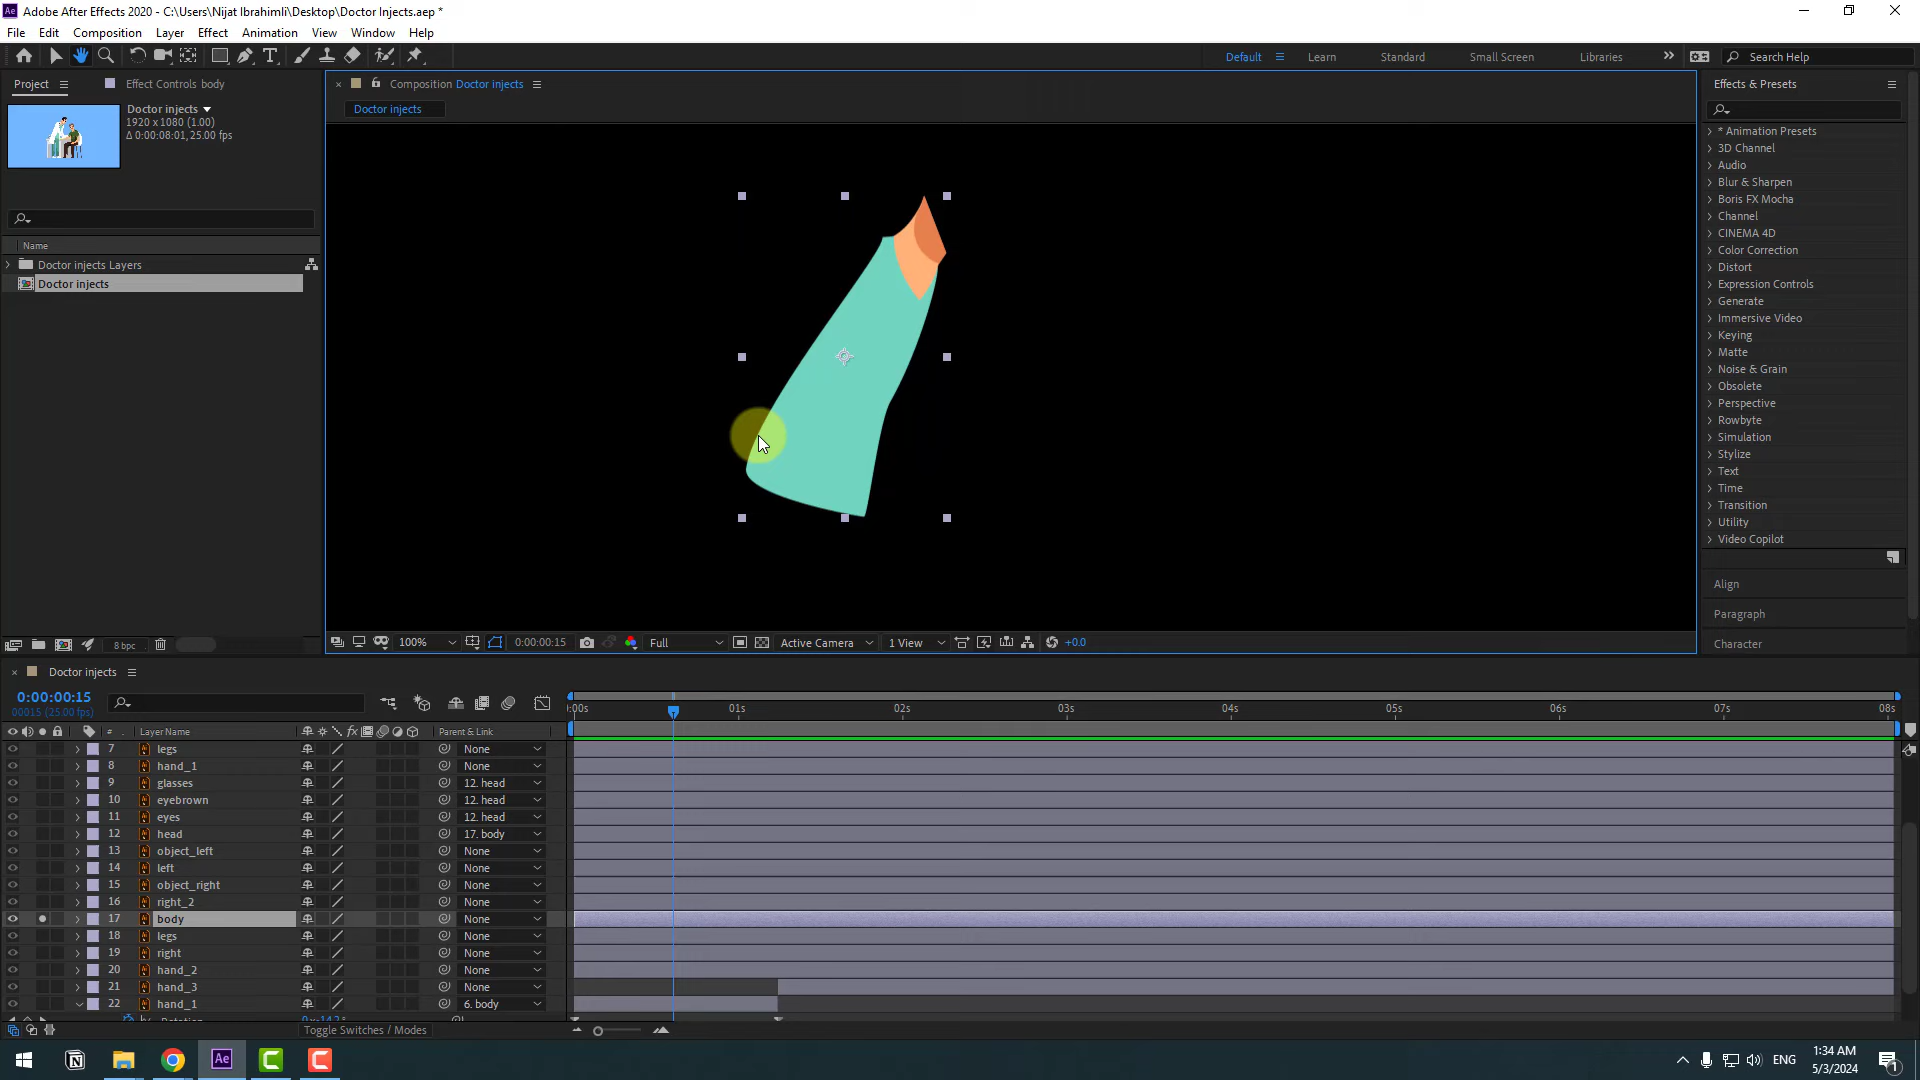 Adobe After Effects 2020 - C:\Users\Nijat Ibrahimli\Desktop\Doctor Injects.aep *
File Edit Composition Layer Effect Animation View Window Help
Default Learn Standard Small Screen Libraries Search Help
Project Effect Controls body
Composition Doctor injects
Effects & Presets
Doctor injects
1920 x 1080 (1.00)
Δ 0:00:08:01, 25.00 fps
Doctor injects
* Animation Presets
3D Channel
Audio
Blur & Sharpen
Boris FX Mocha
Channel
CINEMA 4D
Color Correction
Distort
Expression Controls
Generate
Immersive Video
Keying
Matte
Noise & Grain
Obsolete
Perspective
Rowbyte
Simulation
Stylize
Text
Time
Transition
Utility
Video Copilot
Align
Paragraph
Character
Name
Doctor injects Layers
Doctor injects
8 bpc
100% 0:00:00:15 Full Active Camera 1 View +0.0
Doctor injects
0:00:00:15
00015 (25.00 fps)
:00s 01s 02s 03s 04s 05s 06s 07s 08s
# Layer Name fx Parent & Link
7 legs None
8 hand_1 None
9 glasses 12. head
10 eyebrown 12. head
11 eyes 12. head
12 head 17. body
13 object_left None
14 left None
15 object_right None
16 right_2 None
17 body None
18 legs None
19 right None
20 hand_2 None
21 hand_3 None
22 hand_1 6. body
Toggle Switches / Modes
Ae
ENG
1:34 AM
5/3/2024
1